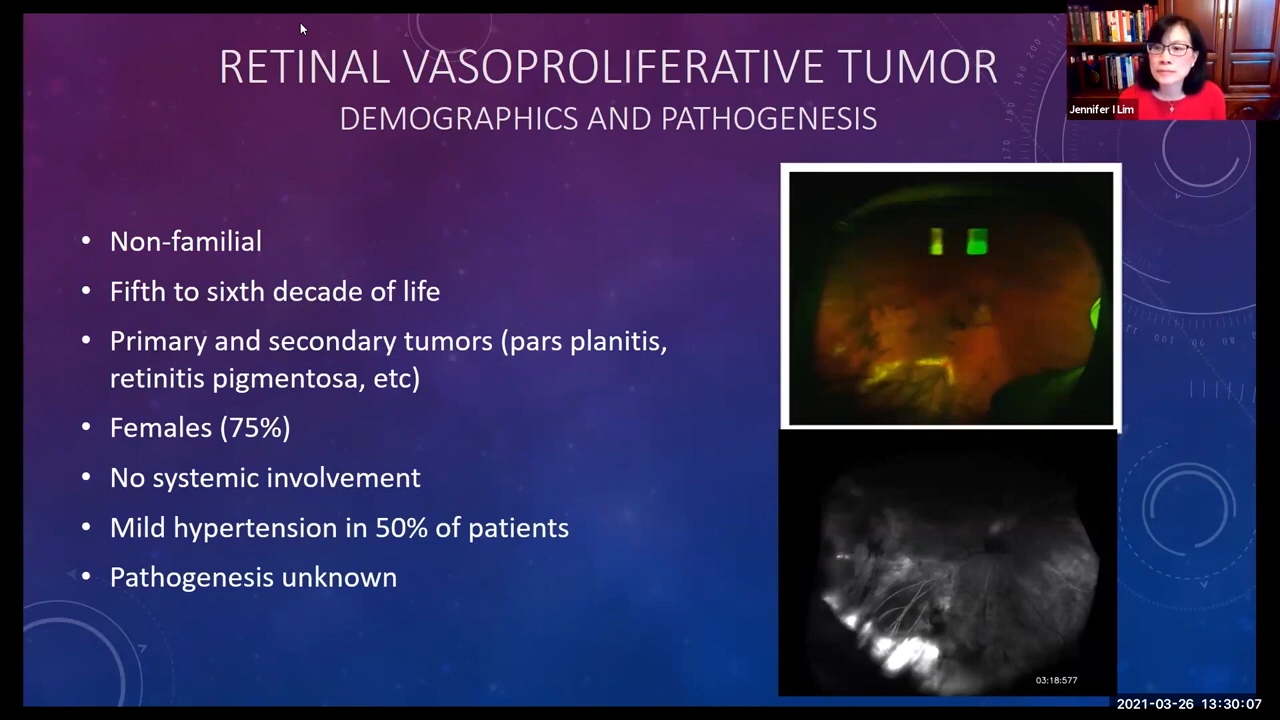 RETINAL VASOPROLIFERATIVE TUMOR
DEMOGRAPHICS AND PATHOGENESIS
Jennifer I Lim
• Non-familial
• Fifth to sixth decade of life
• Primary and secondary tumors (pars planitis,
retinitis pigmentosa, etc)
• Females (75%)
• No systemic involvement
• Mild hypertension in 50% of patients
• Pathogenesis unknown
03:18:577
2021-03-26 13:30:07